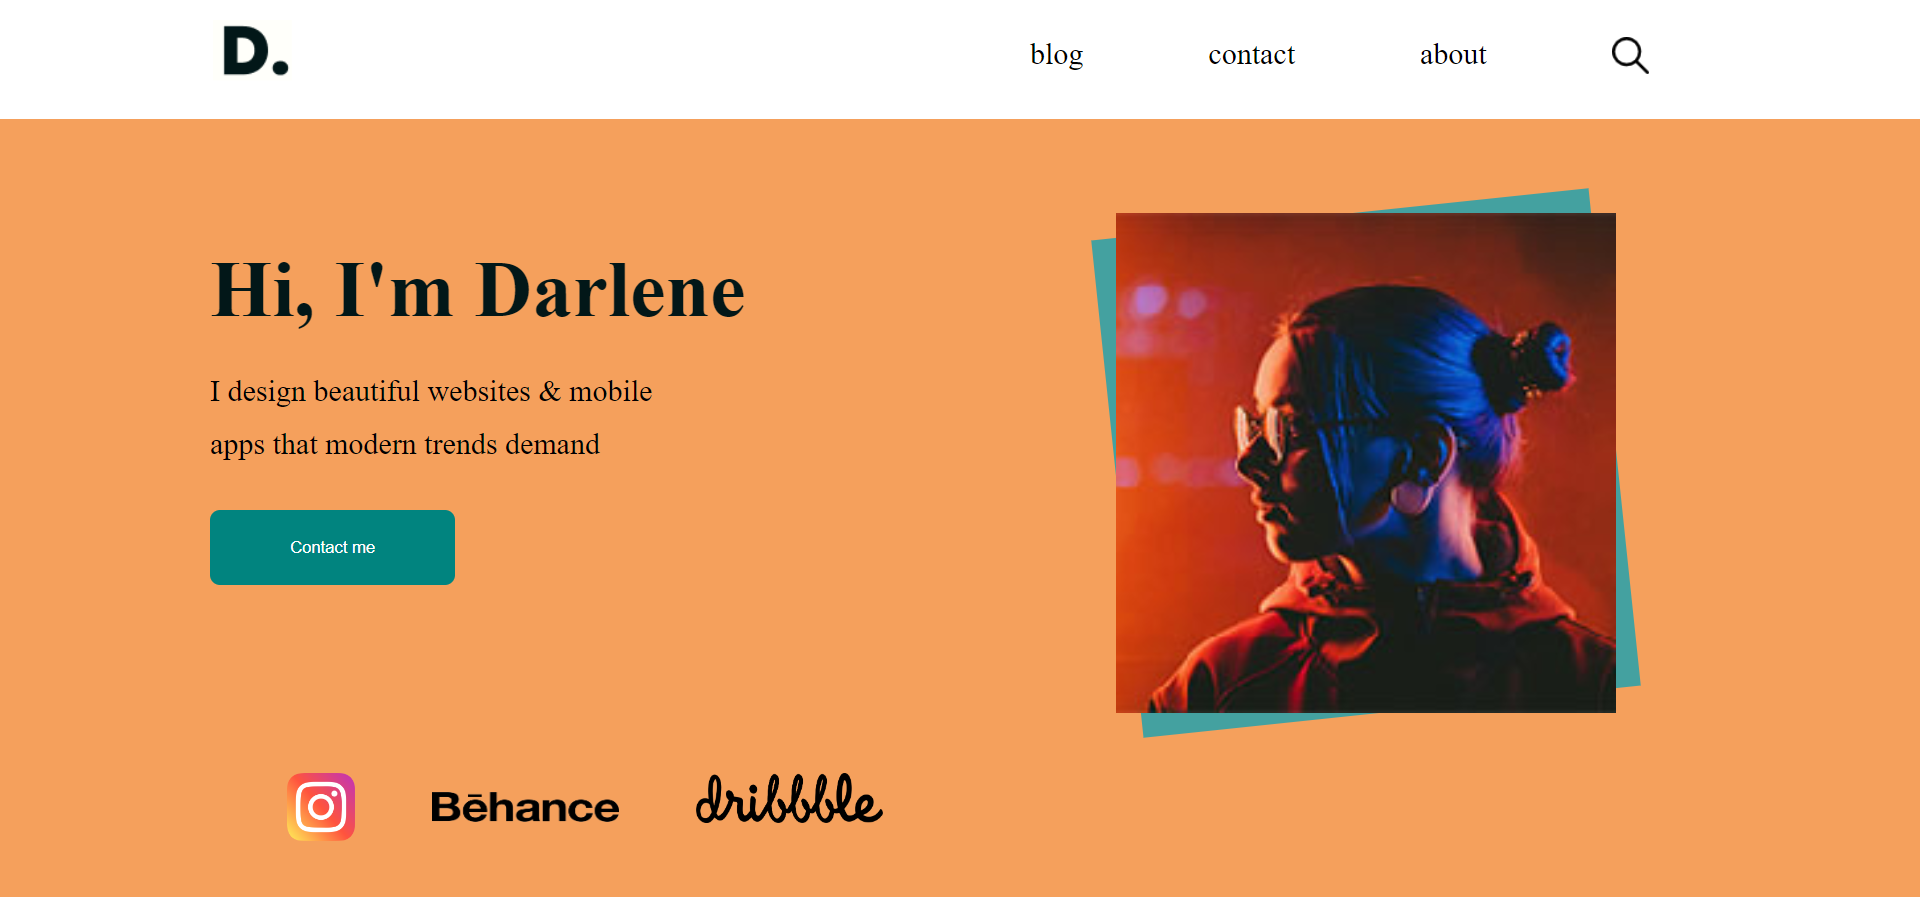 D.
blog
contact
about
Hi, I'm Darlene
I design beautiful websites & mobile
apps that modern trends demand
Contact me
Bēhance
dribbble